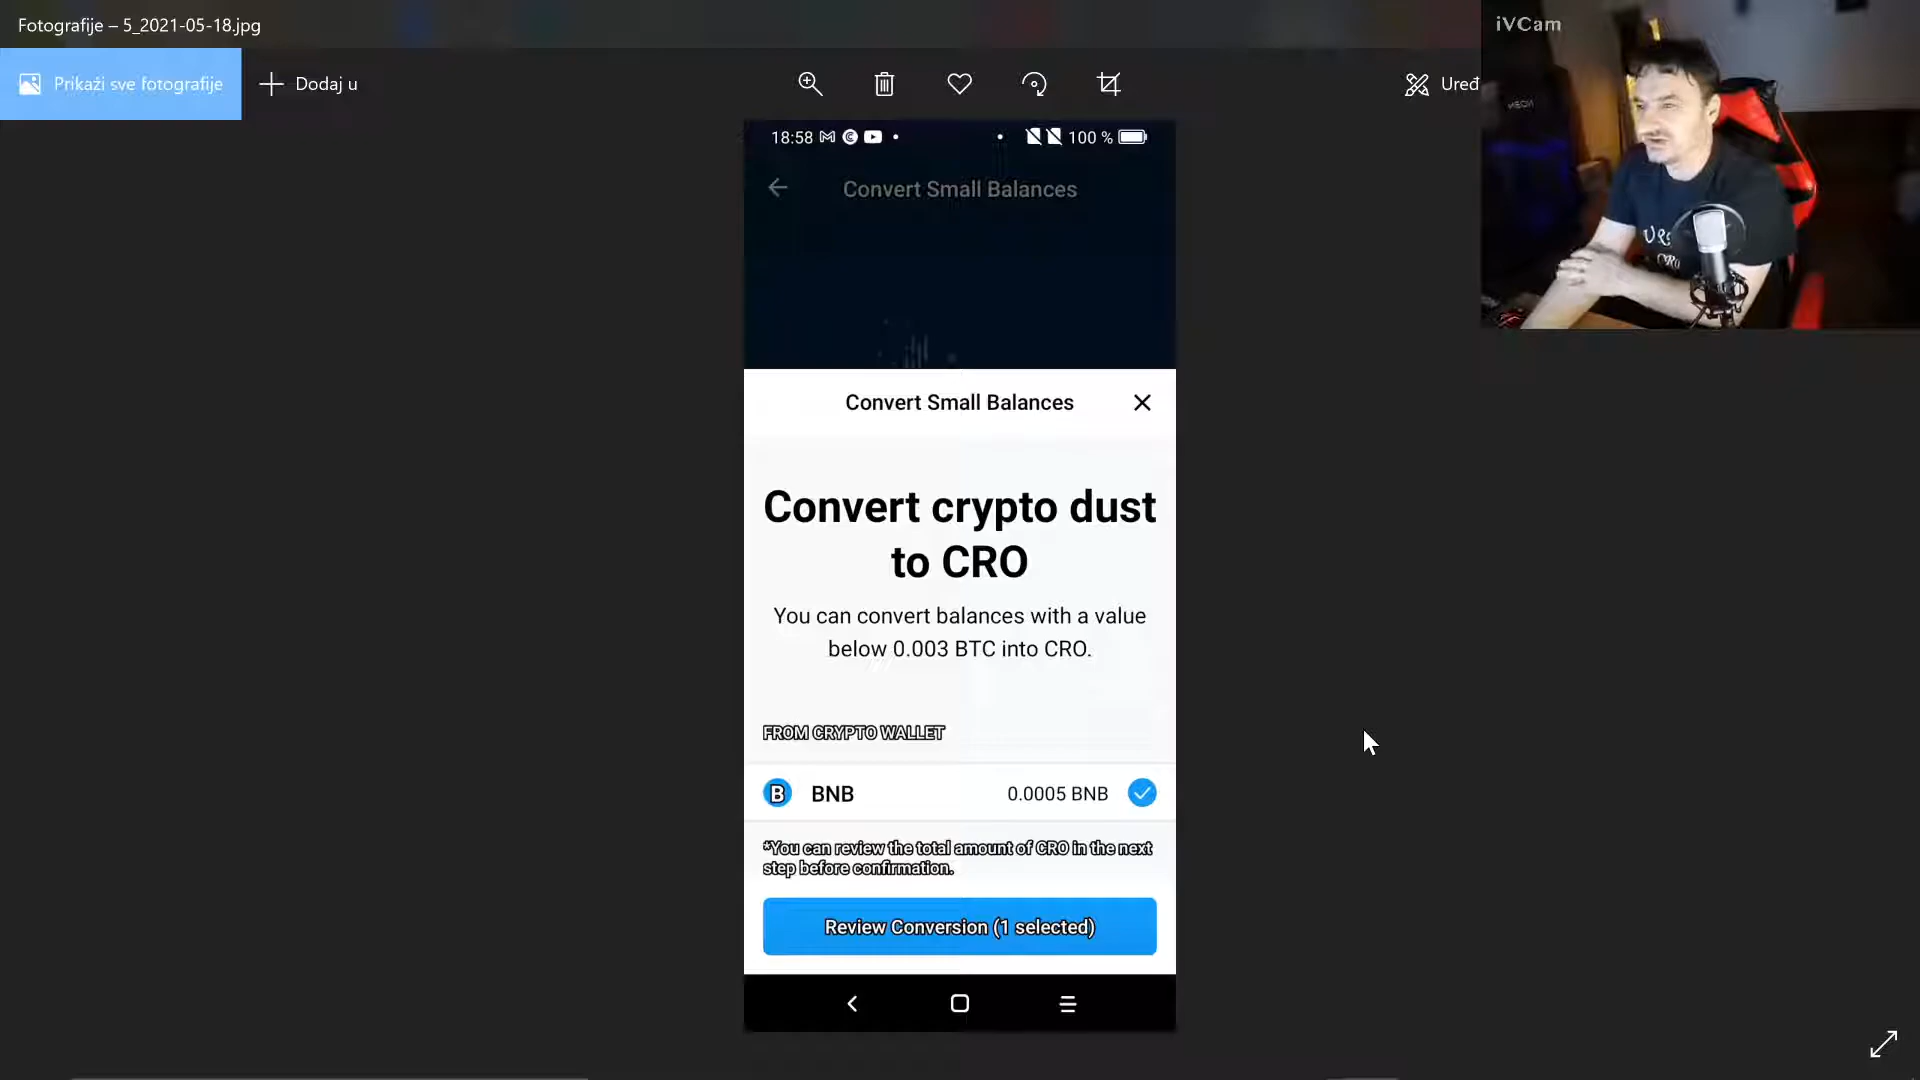 Fotografije – 5_2021-05-18.jpg
iVCam
Prikaži sve fotografije
Dodaj u
Uređ
18:58
100 %
Convert Small Balances
Convert Small Balances
Convert crypto dust
to CRO
You can convert balances with a value
below 0.003 BTC into CRO.
FROM CRYPTO WALLET
BNB
0.0005 BNB
*You can review the total amount of CRO in the next
step before confirmation.
Review Conversion (1 selected)